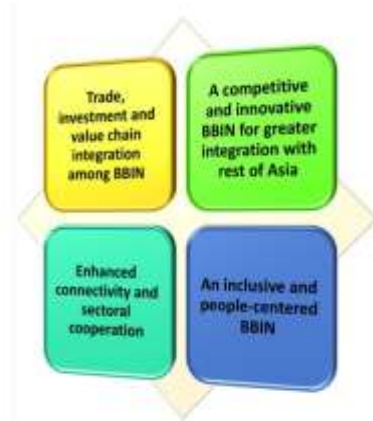 Trade,
investment and
value chain
integration
among BBIN
A competitive
and innovative
BBIN for greater
integration with
rest of Asia
Enhanced
connectivity and
sectoral
cooperation
An inclusive and
people-centered
BBIN